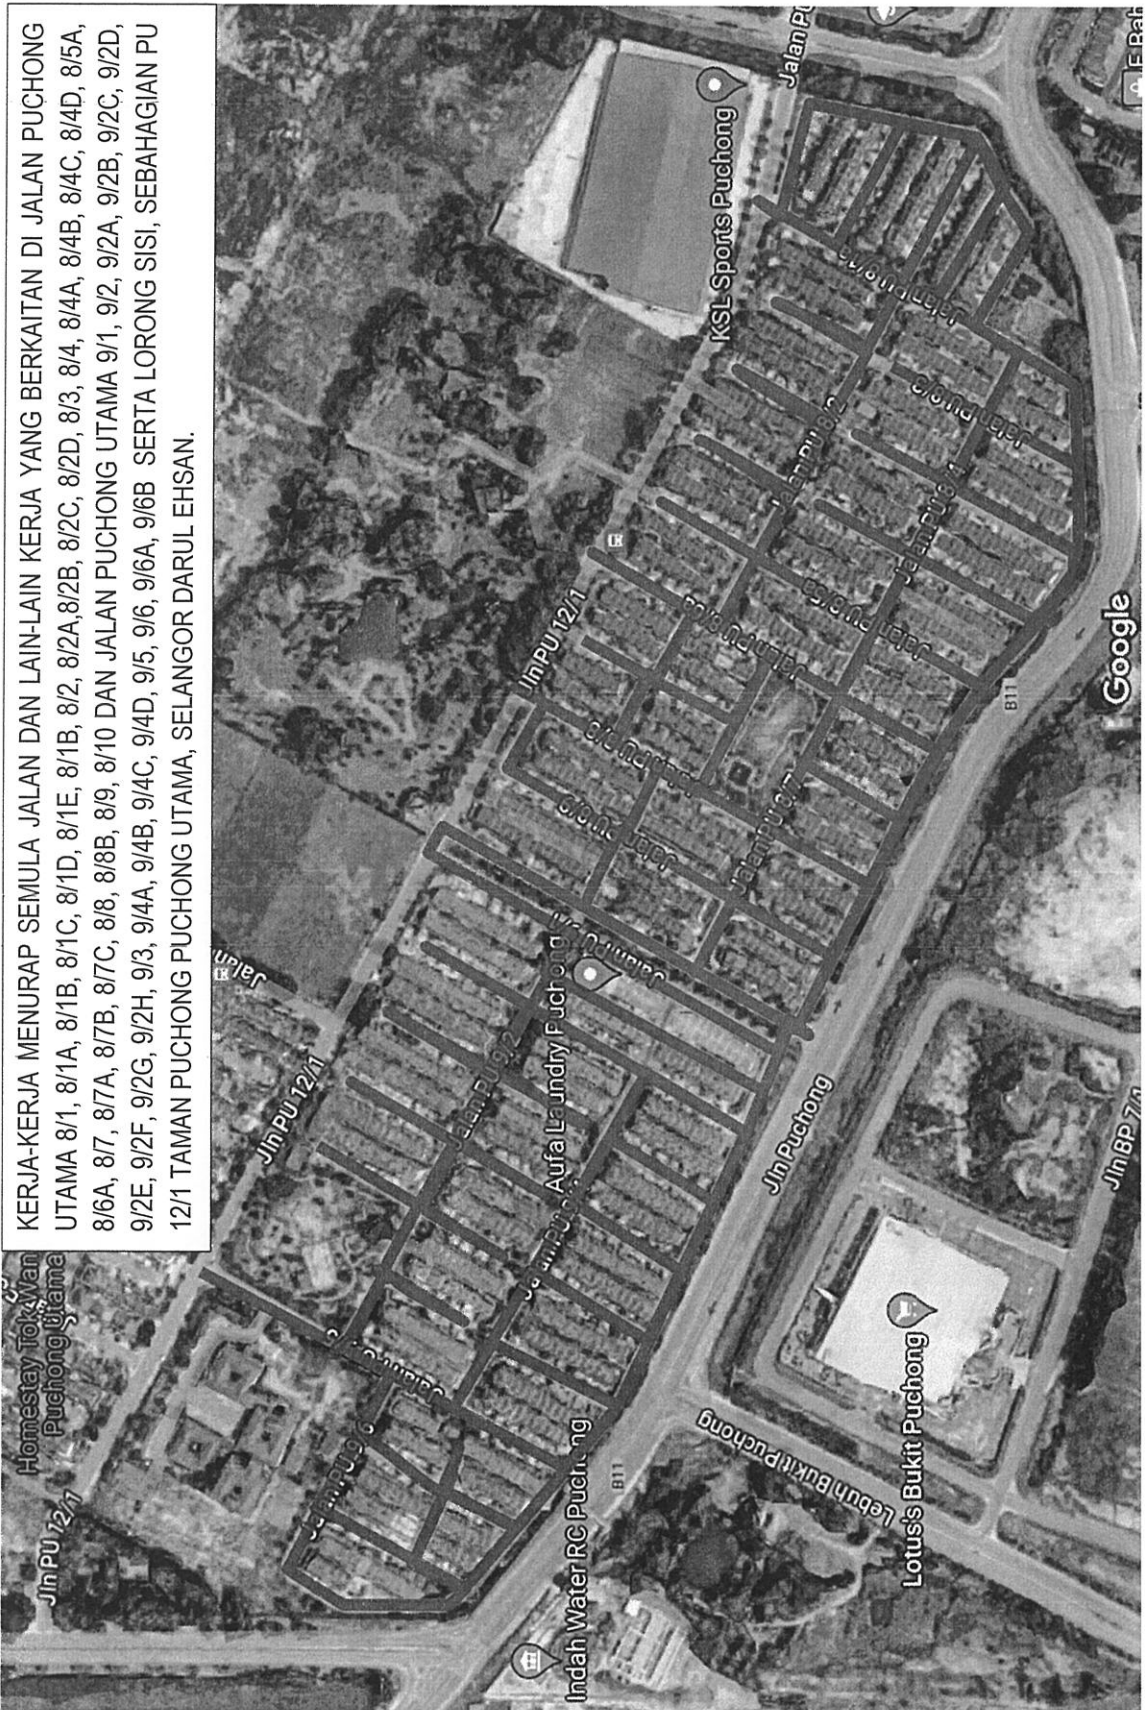 KERJA-KERJA MENURAP SEMULA JALAN DAN LAIN-LAIN KERJA YANG BERKAITAN DI JALAN PUCHONG
UTAMA 8/1, 8/1A, 8/1B, 8/1C, 8/1D, 8/1E, 8/1B, 8/2, 8/2A,8/2B, 8/2C, 8/2D, 8/3, 8/4, 8/4A, 8/4B, 8/4C, 8/4D, 8/5A,
8/6A, 8/7, 8/7A, 8/7B, 8/7C, 8/8, 8/8B, 8/9, 8/10 DAN JALAN PUCHONG UTAMA 9/1, 9/2, 9/2A, 9/2B, 9/2C, 9/2D,
9/2E, 9/2F, 9/2G, 9/2H, 9/3, 9/4A, 9/4B, 9/4C, 9/4D, 9/5, 9/6, 9/6A, 9/6B SERTA LORONG SISI, SEBAHAGIAN PU
12/1 TAMAN PUCHONG PUCHONG UTAMA, SELANGOR DARUL EHSAN.
Homestay Tok Wan
Puchong Utama
Jln PU 12/1
Jln PU 12/1
Jalan
Jln PU 12/1
KSL Sports Puchong
Jalan PU
Jalan PU 9/6
Jalan PU 9/2
Aufa Laundry Puchong
Jalan PU 8/9
Jalan PU 8/7
Jalan PU 8/2
Jalan PU 8/1
Jalan PU 8/10
Indah Water RC Puchong
B11
Jln Puchong
B11
Lebuh Bukit Puchong
Lotus's Bukit Puchong
Jln BP 7/1
Google